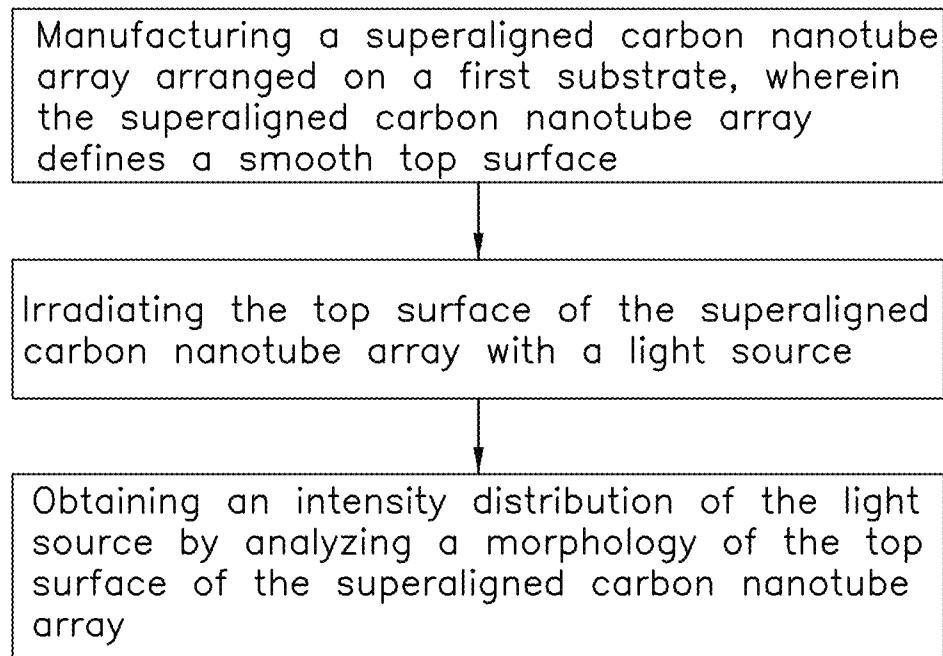 Manufacturing a superaligned carbon nanotube
array arranged on a first substrate, wherein
the superaligned carbon nanotube array
defines a smooth top surface
Irradiating the top surface of the superaligned
carbon nanotube array with a light source
Obtaining an intensity distribution of the light
source by analyzing a morphology of the top
surface of the superaligned carbon nanotube
array